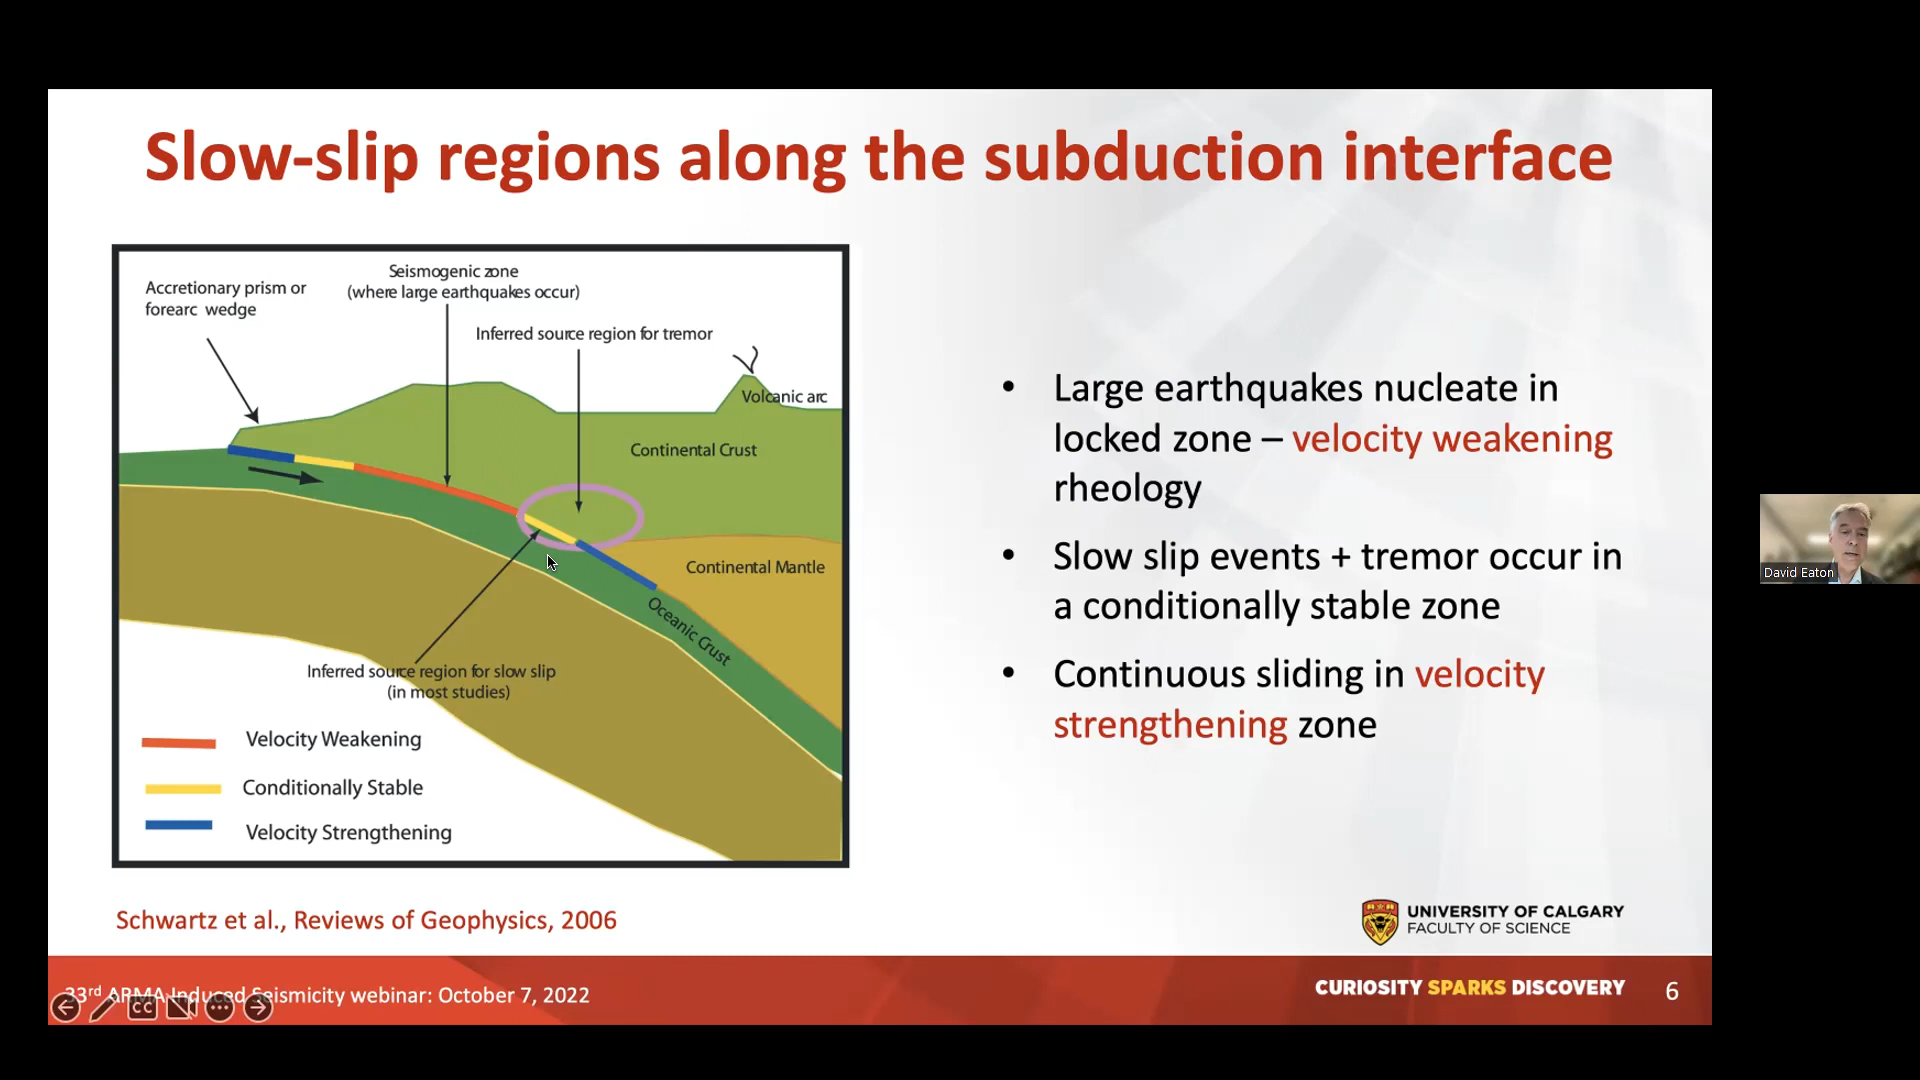 Slow-slip regions along the subduction interface
Accretionary prism or
forearc wedge
Seismogenic zone
(where large earthquakes occur)
Inferred source region for tremor
Volcanic arc
Continental Crust
Continental Mantle
Oceanic Crust
Inferred source region for slow slip
(in most studies)
Velocity Weakening
Conditionally Stable
Velocity Strengthening
Schwartz et al., Reviews of Geophysics, 2006
• Large earthquakes nucleate in
locked zone – velocity weakening
rheology
• Slow slip events + tremor occur in
a conditionally stable zone
• Continuous sliding in velocity
strengthening zone
UNIVERSITY OF CALGARY
FACULTY OF SCIENCE
33rd ARMA Induced Seismicity webinar: October 7, 2022
CC
CURIOSITY SPARKS DISCOVERY
6
David Eaton